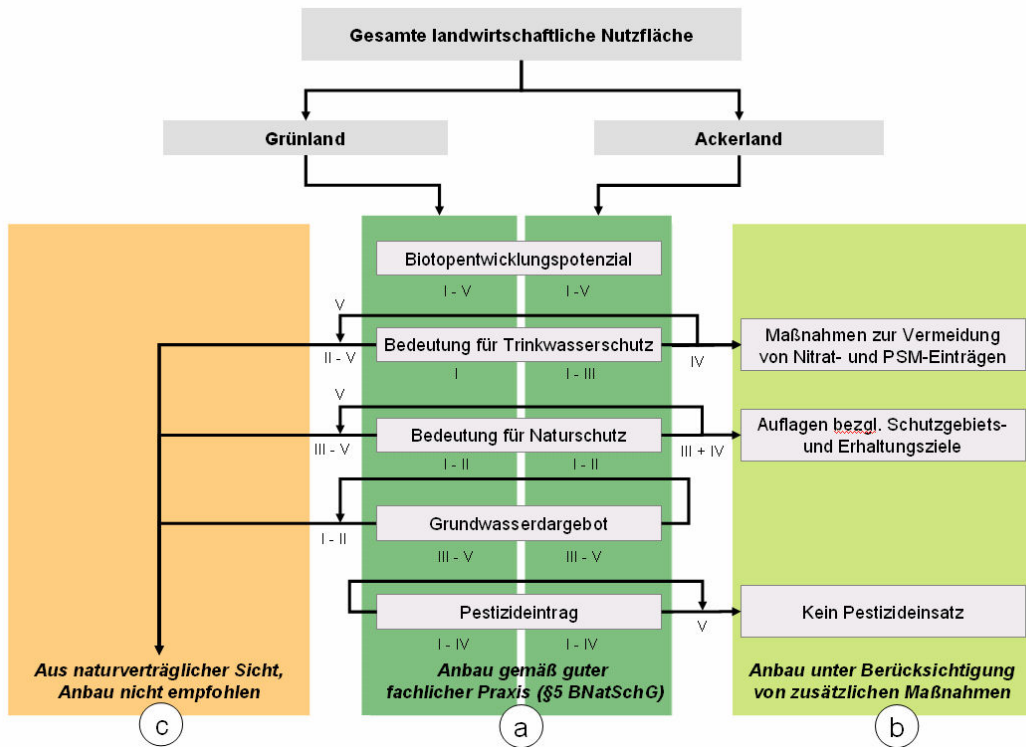 Gesamte landwirtschaftliche Nutzfläche
Grünland
Ackerland
Biotopentwicklungspotenzial
I - V
I -V
V
Bedeutung für Trinkwasserschutz
Maßnahmen zur Vermeidung
von Nitrat- und PSM-Einträgen
II - V
IV
I
I - III
V
Bedeutung für Naturschutz
Auflagen bezgl. Schutzgebiets-
und Erhaltungsziele
III - V
III + IV
I - II
I - II
Grundwasserdargebot
I - II
III - V
III - V
Pestizideintrag
V
Kein Pestizideinsatz
I - IV
I - IV
Aus naturverträglicher Sicht,
Anbau nicht empfohlen
Anbau gemäß guter
fachlicher Praxis (§5 BNatSchG)
Anbau unter Berücksichtigung
von zusätzlichen Maßnahmen
c
a
b